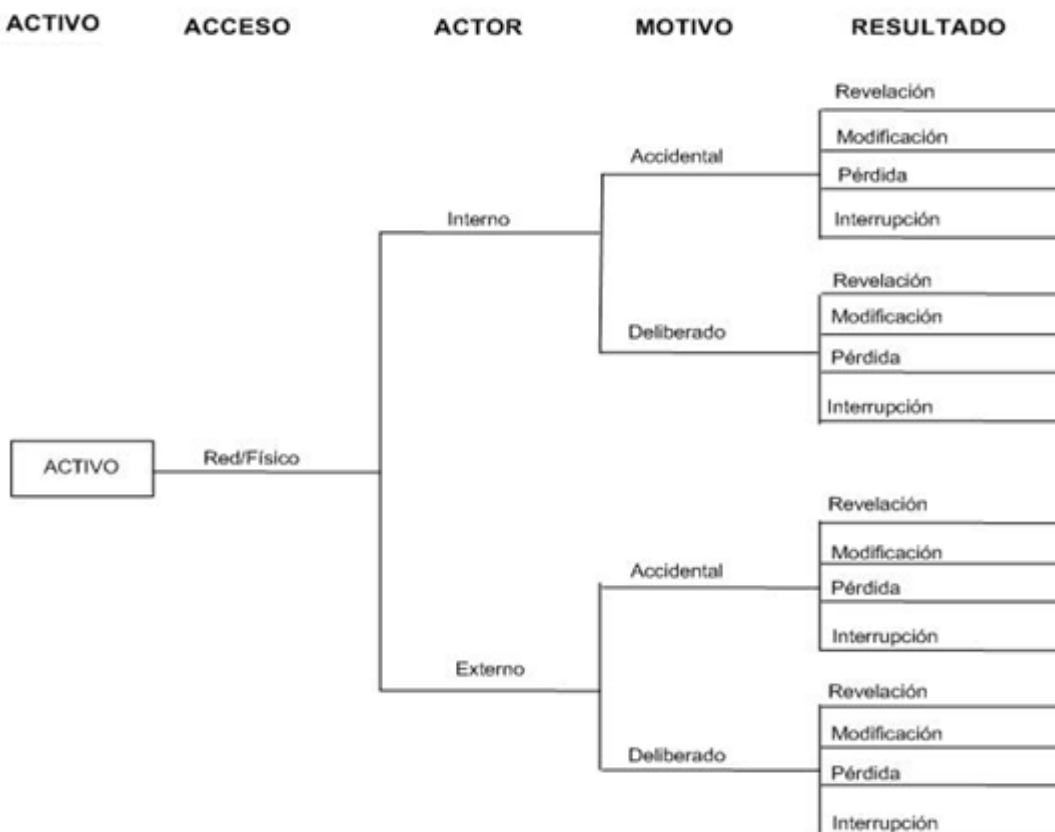 ACTIVO ACCESO ACTOR MOTIVO RESULTADO
Revelación
Modificación
Accidental
Pérdida
Interno
Interrupción
Revelación
Modificación
Deliberado
Pérdida
Interrupción
ACTIVO
Red/Físico
Revelación
Modificación
Accidental
Pérdida
Interrupción
Externo
Revelación
Modificación
Deliberado
Pérdida
Interrupción